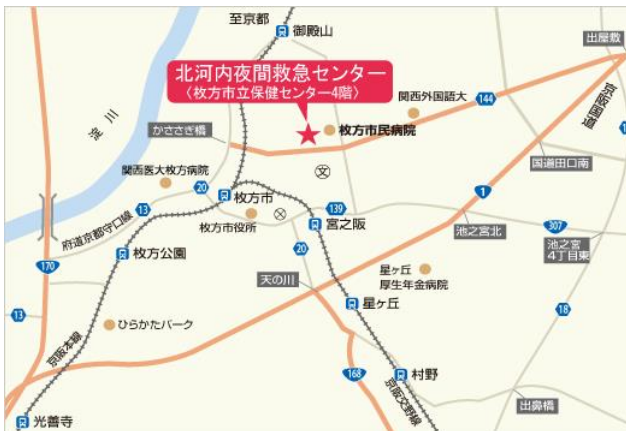 至京都
御殿山
出屋敷
北河内夜間救急センター
〈枚方市立保健センター4階〉
関西外国語大
144
京阪国道
淀川
かささぎ橋
枚方市民病院
文
国道田口南
関西医大枚方病院
20
枚方市
1
13
139
府道京都守口線
枚方市役所
宮之阪
池之宮北
307
枚方公園
20
池之宮
4丁目東
170
天の川
星ヶ丘
厚生年金病院
13
星ヶ丘
18
ひらかたパーク
京阪本線
168
村野
京阪交野線
出鼻橋
光善寺